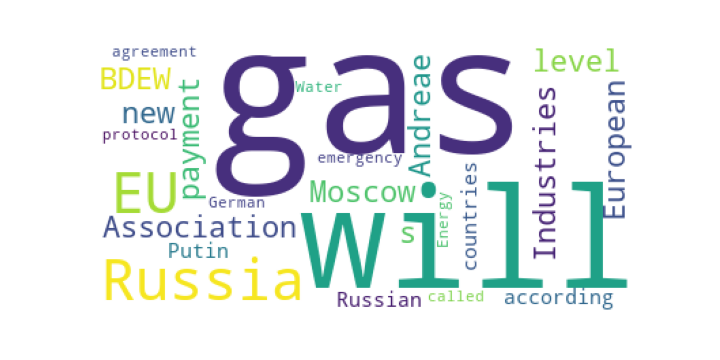 agreement
BDEW
new
protocol
payment
gas
Water
emergency
Andreae
level
Industries
European
EU
German
Association
Putin
Russia
Moscow
s
will
Energy
countries
Russian
called
according